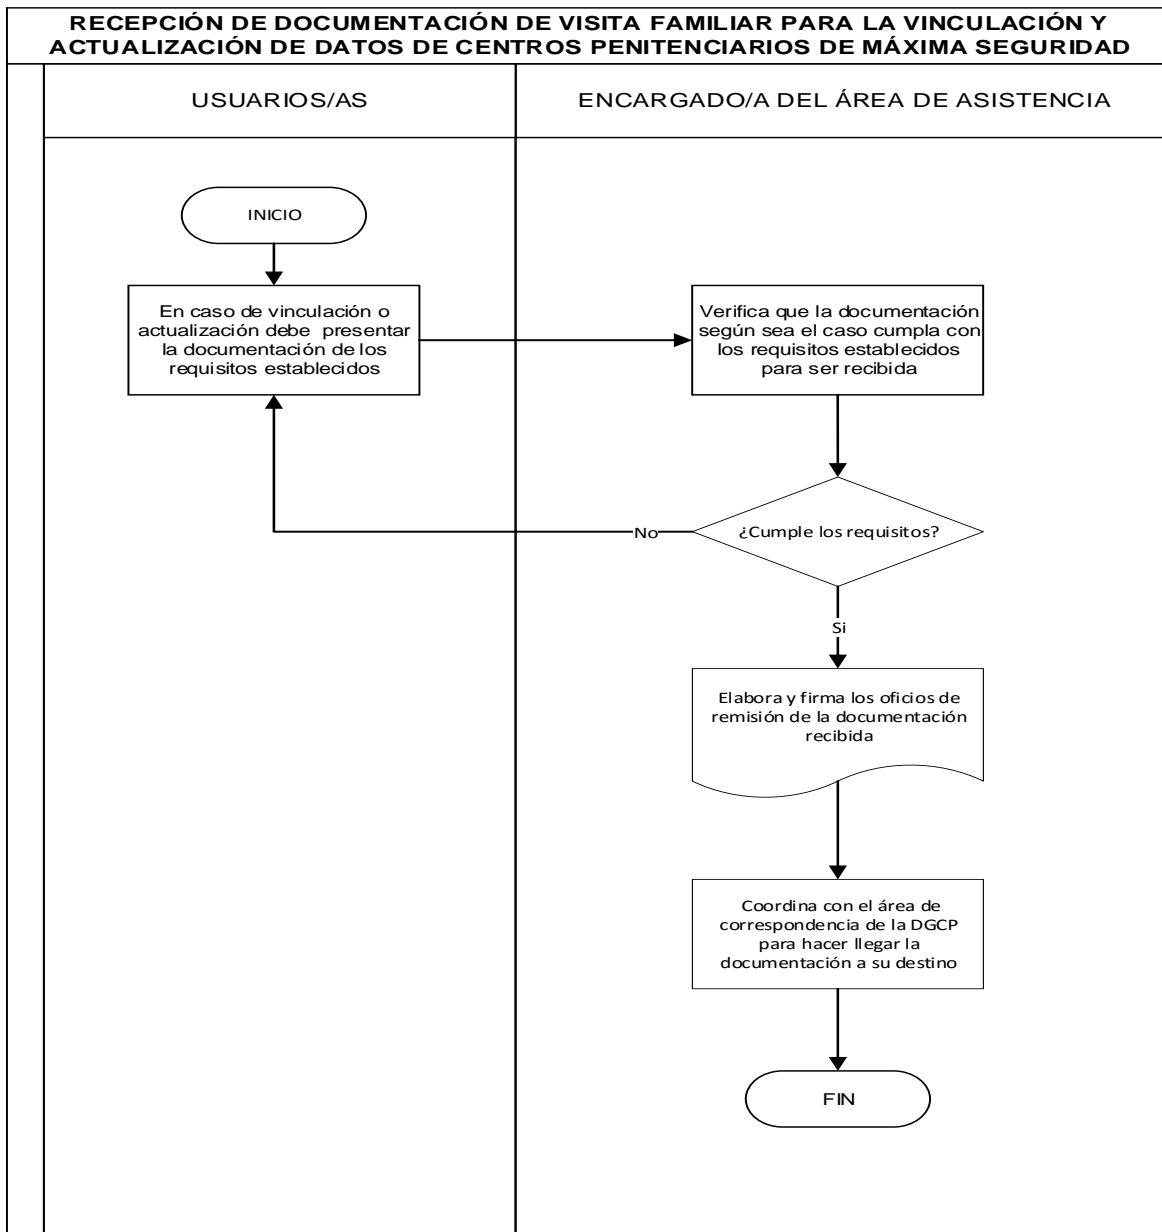 RECEPCIÓN DE DOCUMENTACIÓN DE VISITA FAMILIAR PARA LA VINCULACIÓN Y
ACTUALIZACIÓN DE DATOS DE CENTROS PENITENCIARIOS DE MÁXIMA SEGURIDAD
USUARIOS/AS
ENCARGADO/A DEL ÁREA DE ASISTENCIA
INICIO
En caso de vinculación o
actualización debe presentar
la documentación de los
requisitos establecidos
Verifica que la documentación
según sea el caso cumpla con
los requisitos establecidos
para ser recibida
¿Cumple los requisitos?
No
Si
Elabora y firma los oficios de
remisión de la documentación
recibida
Coordina con el área de
correspondencia de la DGCP
para hacer llegar la
documentación a su destino
FIN